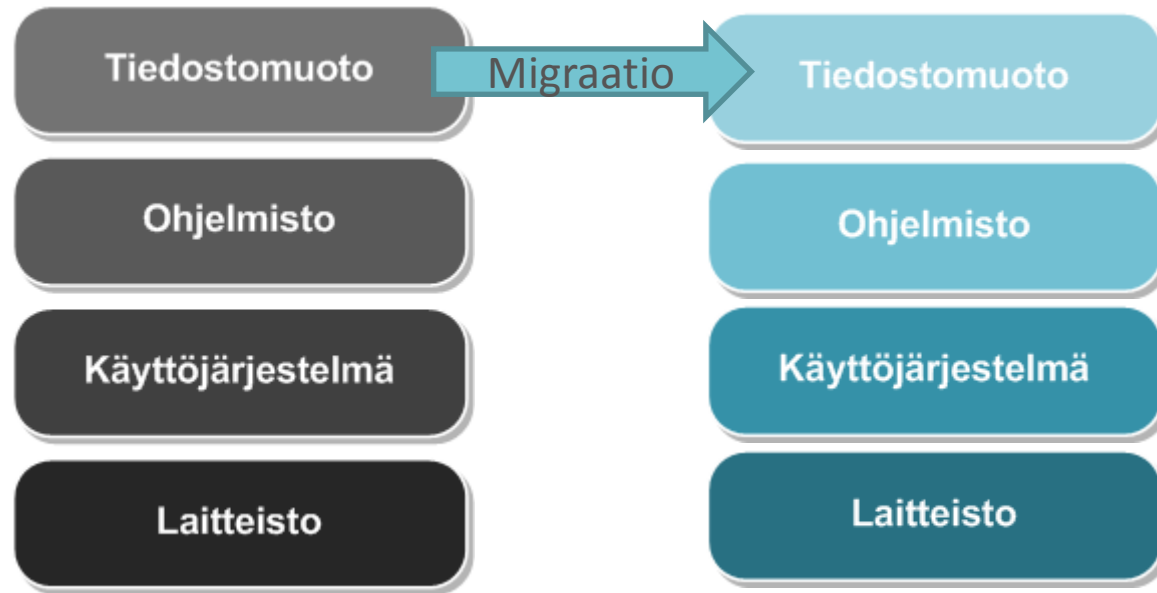 Tiedostomuoto
Migraatio
Tiedostomuoto
Ohjelmisto
Ohjelmisto
Käyttöjärjestelmä
Käyttöjärjestelmä
Laitteisto
Laitteisto